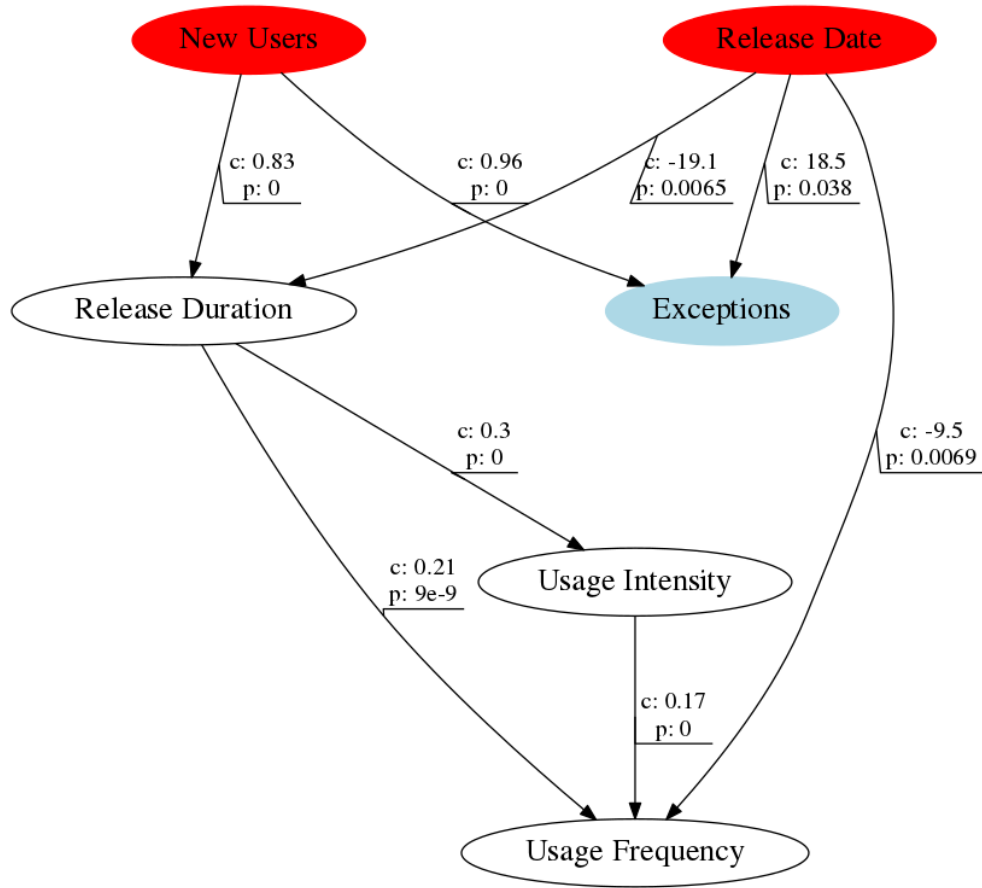 New Users
Release Date
c: 0.83
p: 0
c: 0.96
p: 0
c: -19.1
p: 0.0065
c: 18.5
p: 0.038
Release Duration
Exceptions
c: 0.3
p: 0
c: -9.5
p: 0.0069
c: 0.21
p: 9e-9
Usage Intensity
c: 0.17
p: 0
Usage Frequency